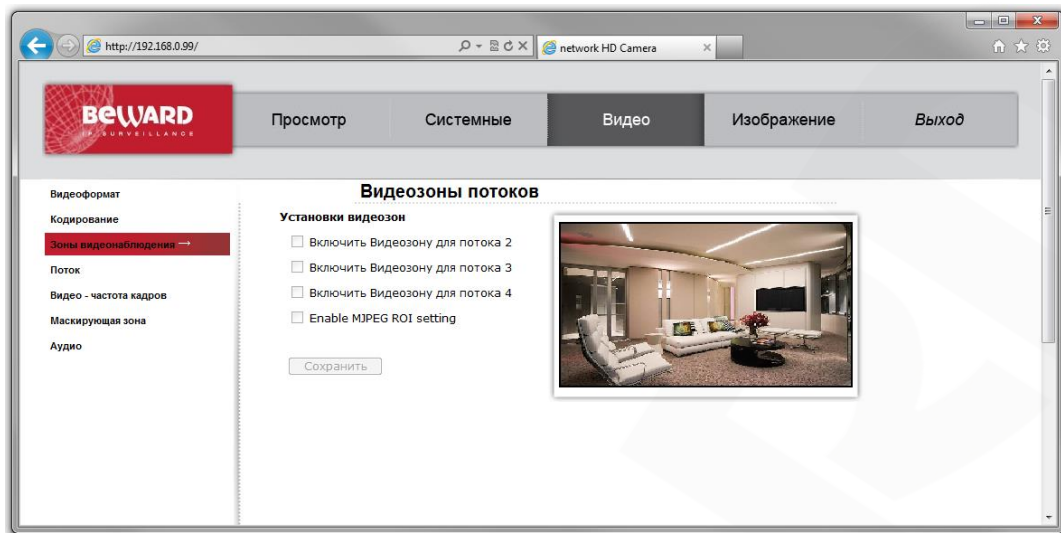 http://192.168.0.99/
network HD Camera
BEWARD
IP SURVEILLANCE
Просмотр
Системные
Видео
Изображение
Выход
Видеоформат
Кодирование
Зоны видеонаблюдения →
Поток
Видео - частота кадров
Маскирующая зона
Аудио
Видеозоны потоков
Установки видеозон
Включить Видеозону для потока 2
Включить Видеозону для потока 3
Включить Видеозону для потока 4
Enable MJPEG ROI setting
Сохранить